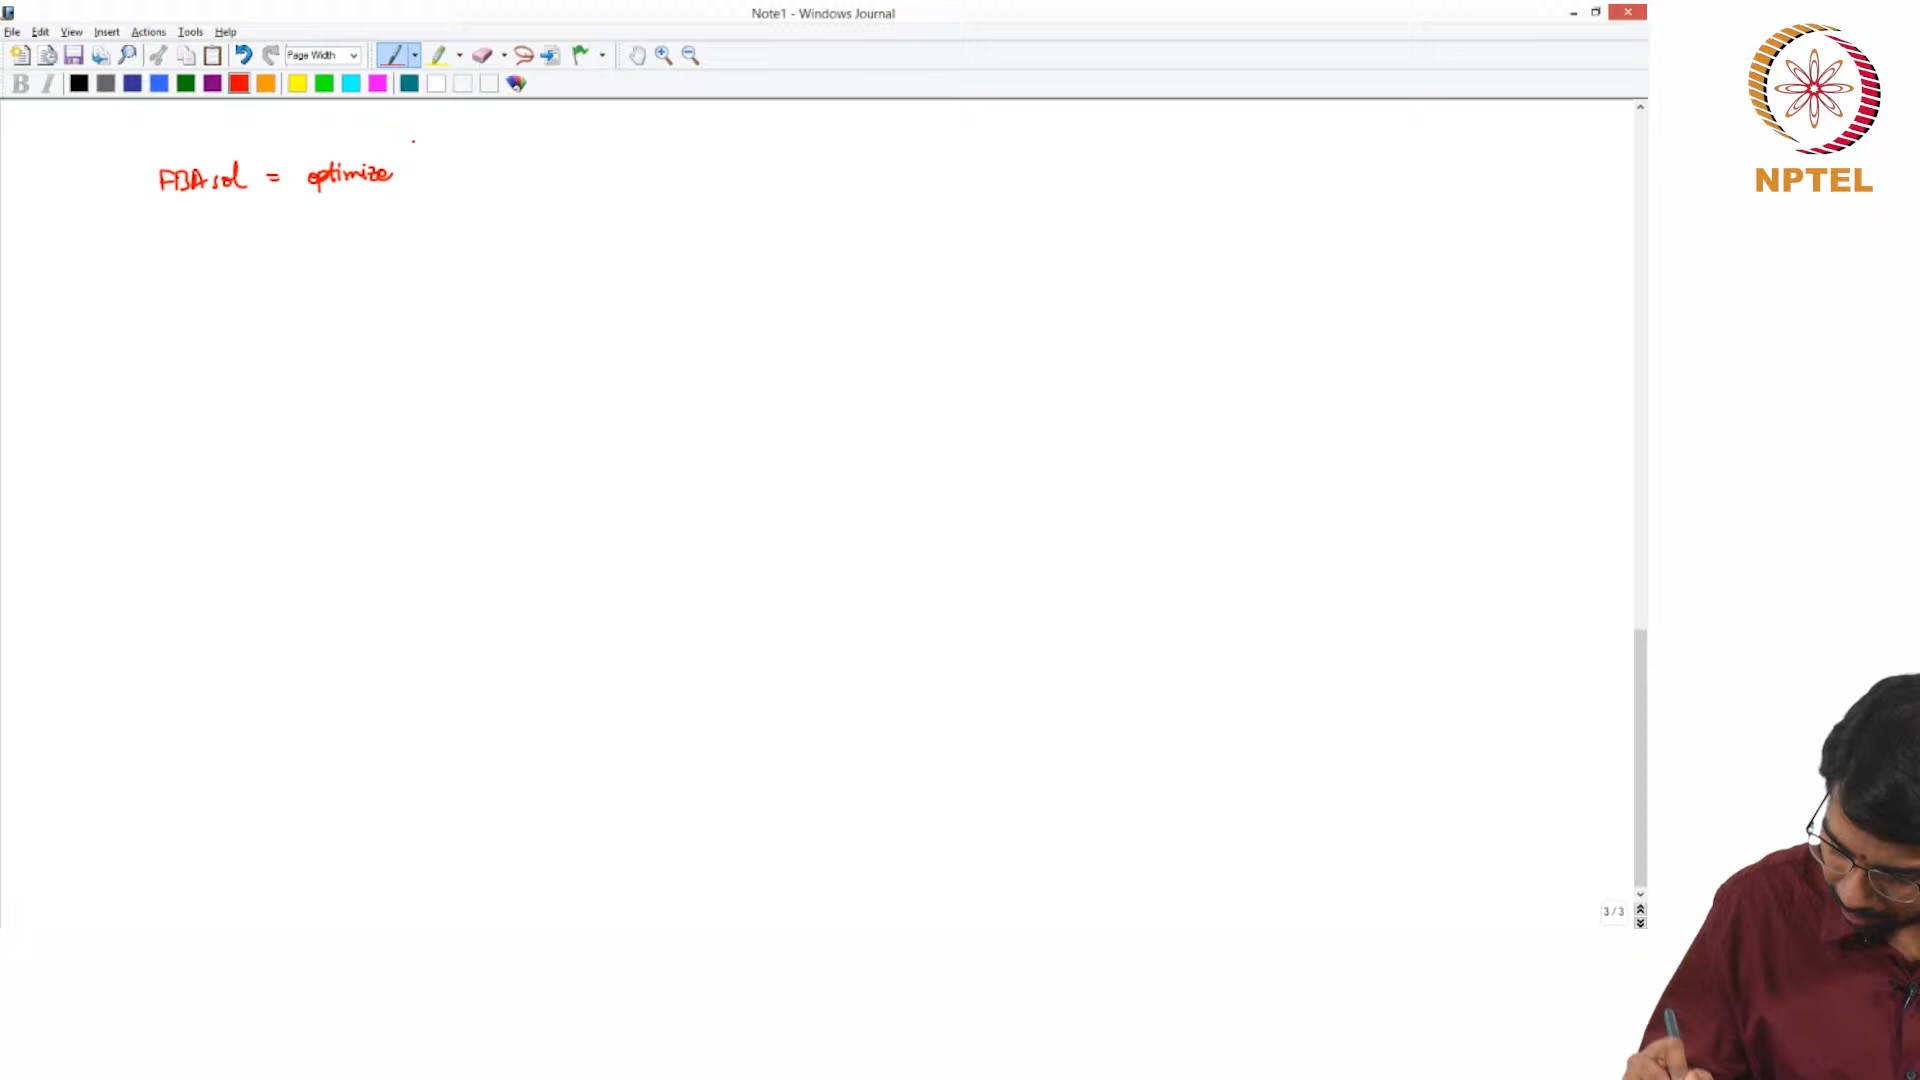 Note1 - Windows Journal
File Edit View Insert Actions Tools Help
Page Width
B I
FBAsol = optimize
3 / 3
NPTEL